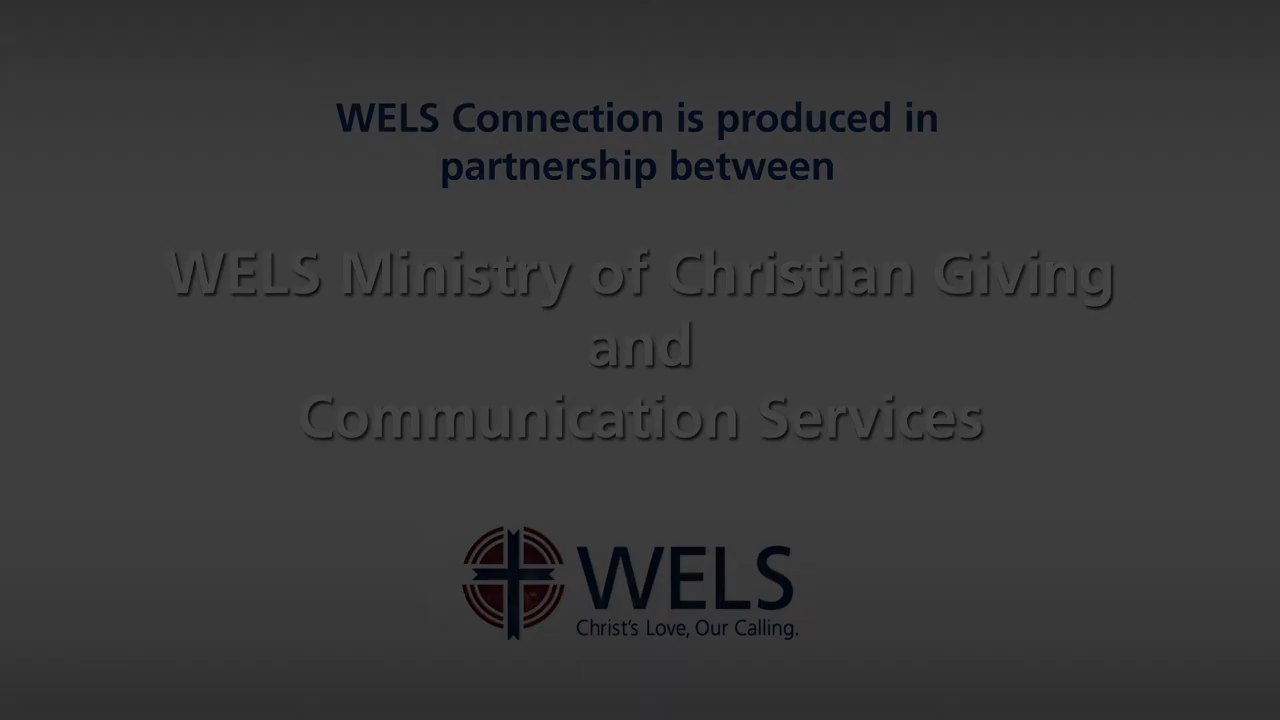 WELS Connection is produced in
partnership between
WELS Ministry of Christian Giving
and
Communication Services
WELS
Christ's Love, Our Calling.